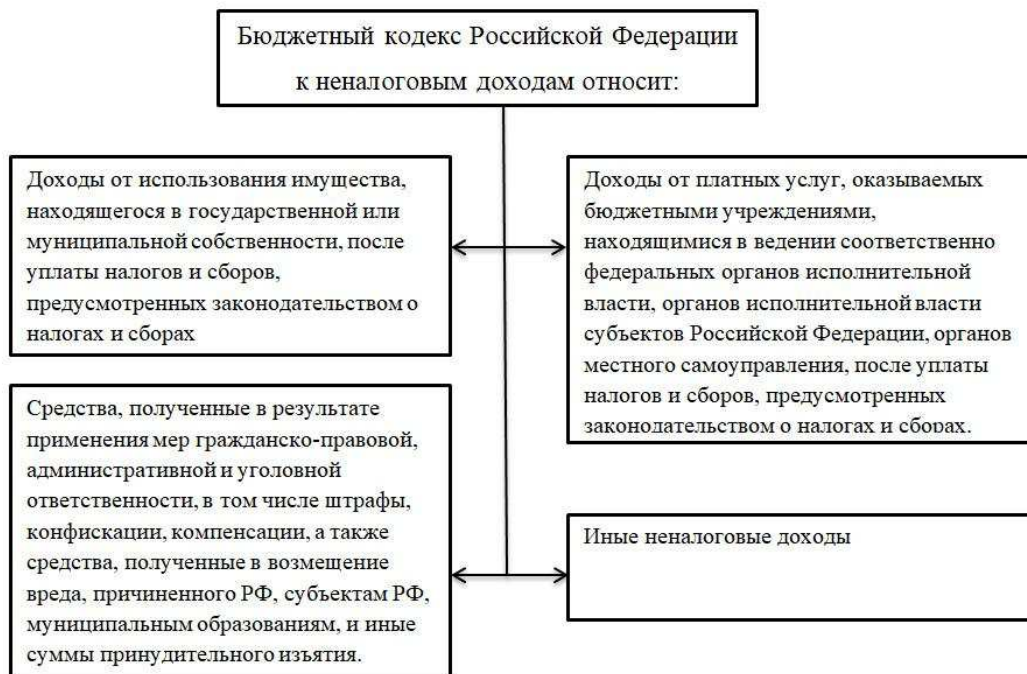 Бюджетный кодекс Российской Федерации
к неналоговым доходам относит:
Доходы от использования имущества,
находящегося в государственной или
муниципальной собственности, после
уплаты налогов и сборов,
предусмотренных законодательством о
налогах и сборах
Доходы от платных услуг, оказываемых
бюджетными учреждениями,
находящимися в ведении соответственно
федеральных органов исполнительной
власти, органов исполнительной власти
субъектов Российской Федерации, органов
местного самоуправления, после уплаты
налогов и сборов, предусмотренных
законодательством о налогах и сборах.
Средства, полученные в результате
применения мер гражданско-правовой,
административной и уголовной
ответственности, в том числе штрафы,
конфискации, компенсации, а также
средства, полученные в возмещение
вреда, причиненного РФ, субъектам РФ,
муниципальным образованиям, и иные
суммы принудительного изъятия.
Иные неналоговые доходы